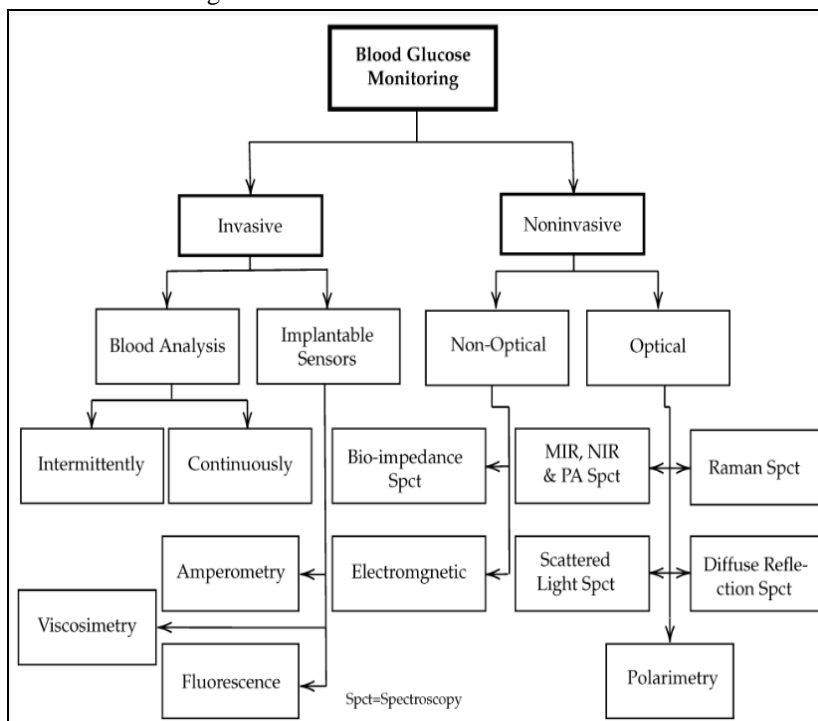 Blood Glucose
Monitoring
Invasive
Noninvasive
Blood Analysis
Implantable
Sensors
Non-Optical
Optical
Intermittently
Continuously
Bio-impedance
Spct
MIR, NIR
& PA Spct
Raman Spct
Amperometry
Electromgnetic
Scattered
Light Spct
Diffuse Refle-
ction Spct
Viscosimetry
Fluorescence
Spct=Spectroscopy
Polarimetry